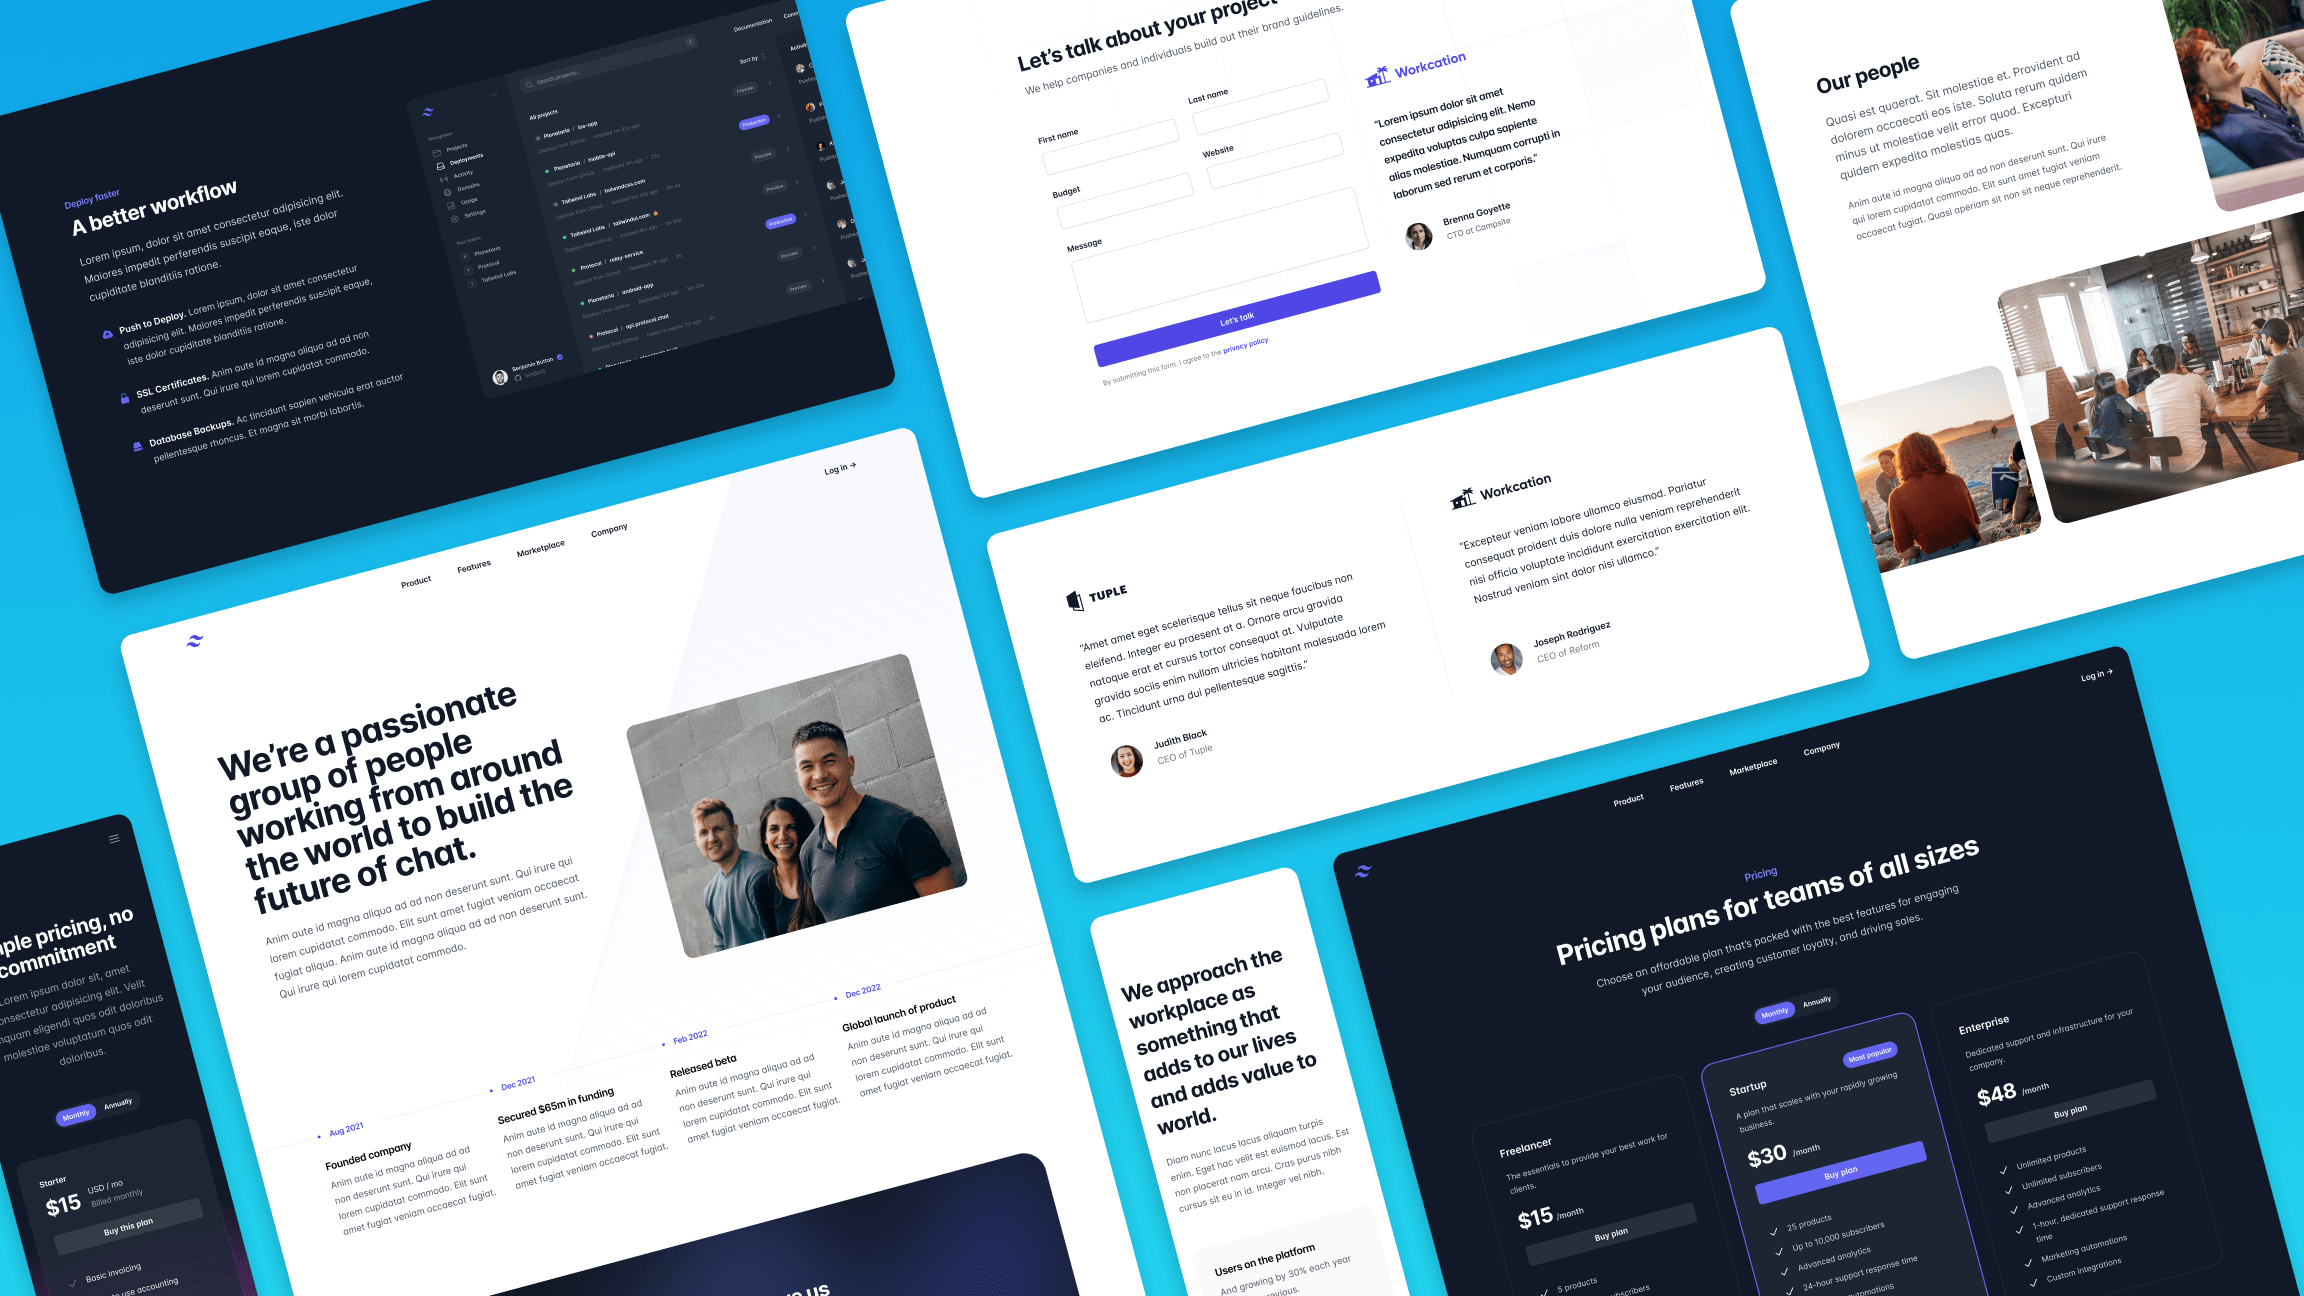 Deploy faster
A better workflow
Lorem ipsum, dolor sit amet consectetur adipisicing elit.
Maiores impedit perferendis suscipit eaque, iste dolor
cupiditate blanditiis ratione.
Push to Deploy. Lorem ipsum, dolor sit amet consectetur
adipisicing elit. Maiores impedit perferendis suscipit eaque,
iste dolor cupiditate blanditiis ratione.
SSL Certificates. Anim aute id magna aliqua ad ad non
deserunt sunt. Qui irure qui lorem cupidatat commodo.
Database Backups. Ac tincidunt sapien vehicula erat auctor
pellentesque rhoncus. Et magna sit morbi lobortis.
Documentation
Search projects...
Sort by
Navigation
Projects
Deployments
Activity
Domains
Usage
Settings
Your teams
Planetaria
Protocol
Tailwind Labs
Benjamin Button
All projects
Planetaria / ios-app
Preview
Planetaria / mobile-api
Production
Tailwind Labs / tailwindcss.com
Preview
Tailwind Labs / tailwindui.com
Preview
Protocol / relay-service
Production
Planetaria / android-app
Preview
Protocol / api.protocol.chat
Preview
Let's talk about your project
We help companies and individuals build out their brand guidelines.
First name
Last name
Budget
Website
Message
Let's talk
By submitting this form, I agree to the privacy policy.
Workcation
“Lorem ipsum dolor sit amet
consectetur adipisicing elit. Nemo
expedita voluptas culpa sapiente
alias molestiae. Numquam corrupti in
laborum sed rerum et corporis.”
Brenna Goyette
CTO at Campsite
Our people
Quasi est quaerat. Sit molestiae et. Provident ad
dolorem occaecati eos iste. Soluta rerum quidem
minus ut molestiae velit error quod. Excepturi
quidem expedita molestias quas.
Anim aute id magna aliqua ad ad non deserunt sunt. Qui irure
qui lorem cupidatat commodo. Elit sunt amet fugiat veniam
occaecat fugiat. Quasi aperiam sit non sit neque reprehenderit.
Log in →
Product
Features
Marketplace
Company
We’re a passionate
group of people
working from around
the world to build the
future of chat.
Anim aute id magna aliqua ad ad non deserunt sunt. Qui irure qui
lorem cupidatat commodo. Elit sunt amet fugiat veniam occaecat
fugiat aliqua. Anim aute id magna aliqua ad ad non deserunt sunt.
Qui irure qui lorem cupidatat commodo.
Aug 2021
Founded company
Anim aute id magna aliqua ad ad
non deserunt sunt. Qui irure qui
lorem cupidatat commodo. Elit sunt
amet fugiat veniam occaecat fugiat.
Dec 2021
Secured $65m in funding
Anim aute id magna aliqua ad ad
non deserunt sunt. Qui irure qui
lorem cupidatat commodo. Elit sunt
amet fugiat veniam occaecat fugiat.
Feb 2022
Released beta
Anim aute id magna aliqua ad ad
non deserunt sunt. Qui irure qui
lorem cupidatat commodo. Elit sunt
amet fugiat veniam occaecat fugiat.
Dec 2022
Global launch of product
Anim aute id magna aliqua ad ad
non deserunt sunt. Qui irure qui
lorem cupidatat commodo. Elit sunt
amet fugiat veniam occaecat fugiat.
us
TUPLE
“Amet amet eget scelerisque tellus sit neque faucibus non
eleifend. Integer eu praesent at a. Ornare arcu gravida
natoque erat et cursus tortor consequat at. Vulputate
gravida sociis enim nullam ultricies habitant malesuada lorem
ac. Tincidunt urna dui pellentesque sagittis.”
Judith Black
CEO of Tuple
Workcation
“Excepteur veniam labore ullamco eiusmod. Pariatur
consequat proident duis dolore nulla veniam reprehenderit
nisi officia voluptate incididunt exercitation exercitation elit.
Nostrud veniam sint dolor nisi ullamco.”
Joseph Rodriguez
CEO of Reform
ple pricing, no
commitment
Lorem ipsum dolor sit, amet
onsectetur adipisicing elit. Velit
quam eligendi quos odit doloribus
molestiae voluptatum quos odit
doloribus.
Monthly
Annually
Starter
$15
USD / mo
Billed monthly
Buy this plan
Basic invoicing
to use accounting
We approach the
workplace as
something that
adds to our lives
and adds value to
world.
Diam nunc lacus lacus aliquam turpis
enim. Eget hac velit est euismod lacus. Est
non placerat nam arcu. Cras purus nibh
cursus sit eu in id. Integer vel nibh.
Users on the platform
And growing by 30% each year
Log in →
Product
Features
Marketplace
Company
Pricing
Pricing plans for teams of all sizes
Choose an affordable plan that’s packed with the best features for engaging
your audience, creating customer loyalty, and driving sales.
Monthly
Annually
Freelancer
The essentials to provide your best work for
clients.
$15 /month
Buy plan
5 products
Startup
Most popular
A plan that scales with your rapidly growing
business.
$30 /month
Buy plan
25 products
Up to 10,000 subscribers
Advanced analytics
24-hour support response time
Enterprise
Dedicated support and infrastructure for your
company.
$48 /month
Buy plan
Unlimited products
Unlimited subscribers
Advanced analytics
1-hour, dedicated support response
time
Marketing automations
Custom integrations